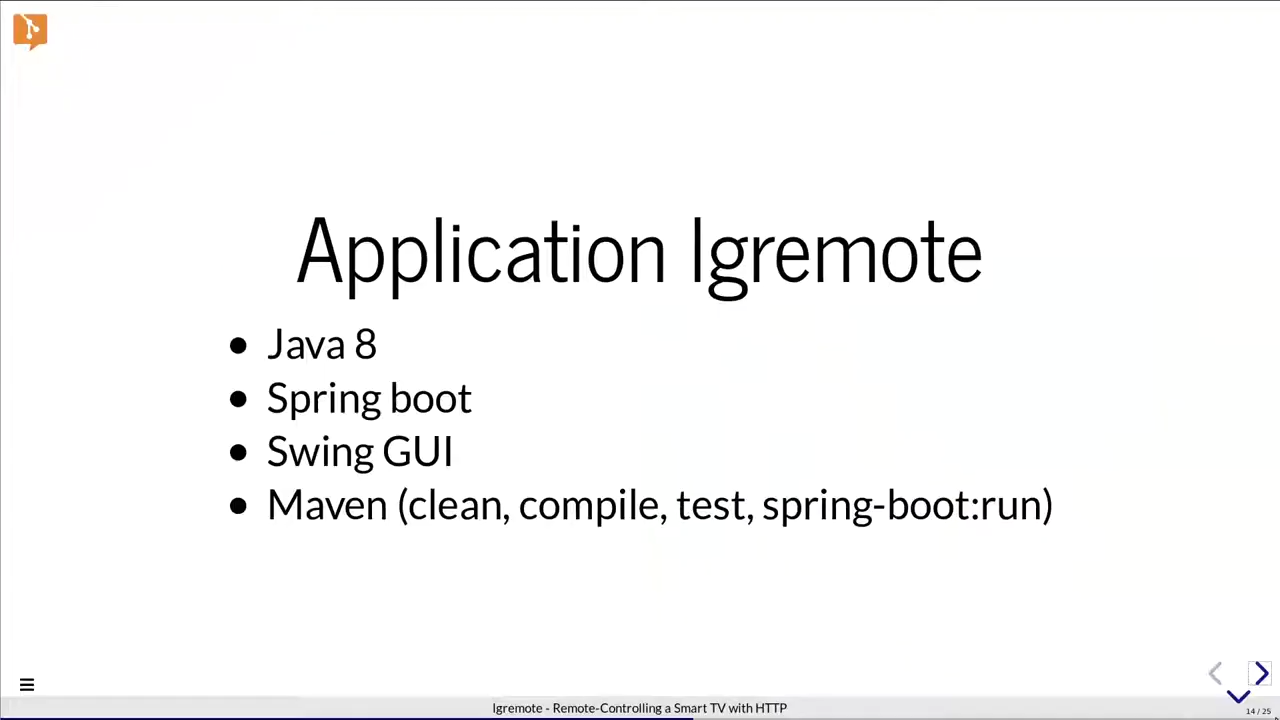 Application lgremote
• Java 8
• Spring boot
• Swing GUI
• Maven (clean, compile, test, spring-boot:run)
lgremote - Remote-Controlling a Smart TV with HTTP
14 / 25